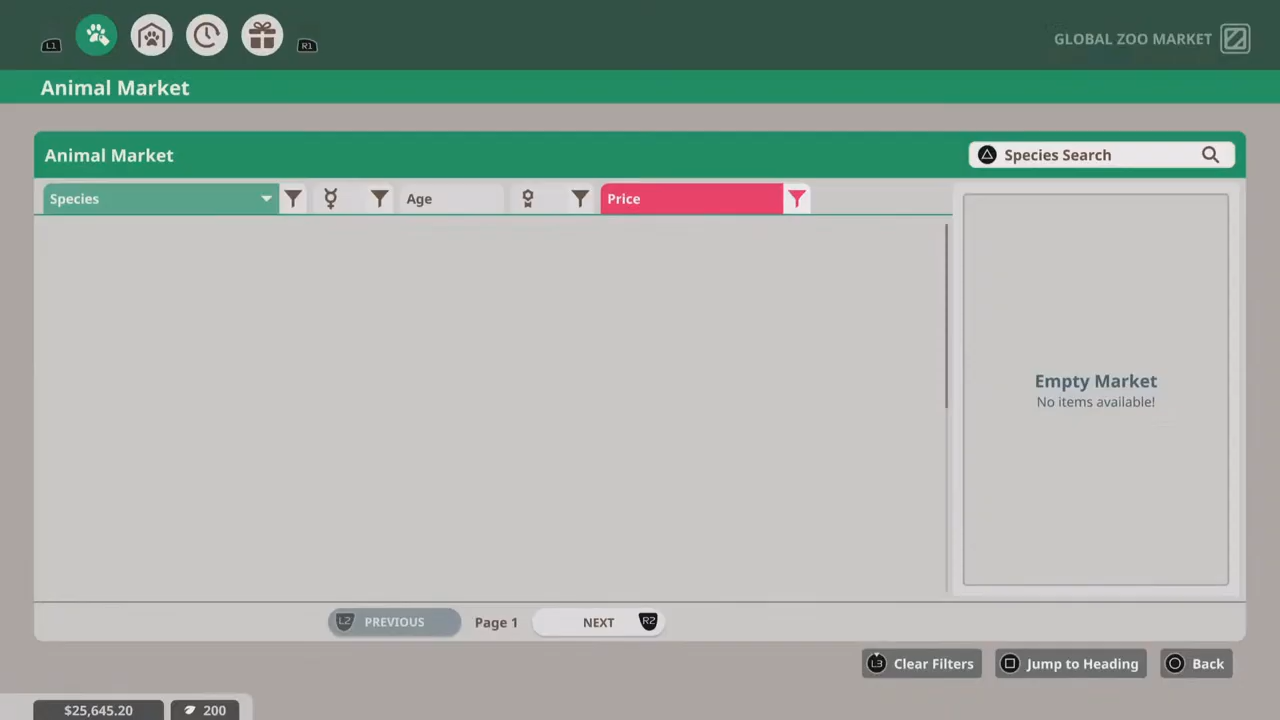 L1
R1
GLOBAL ZOO MARKET
Animal Market
Animal Market
Species Search
Species
Age
Price
Empty Market
No items available!
L2 PREVIOUS
Page 1
NEXT R2
L3 Clear Filters
Jump to Heading
Back
$25,645.20
200